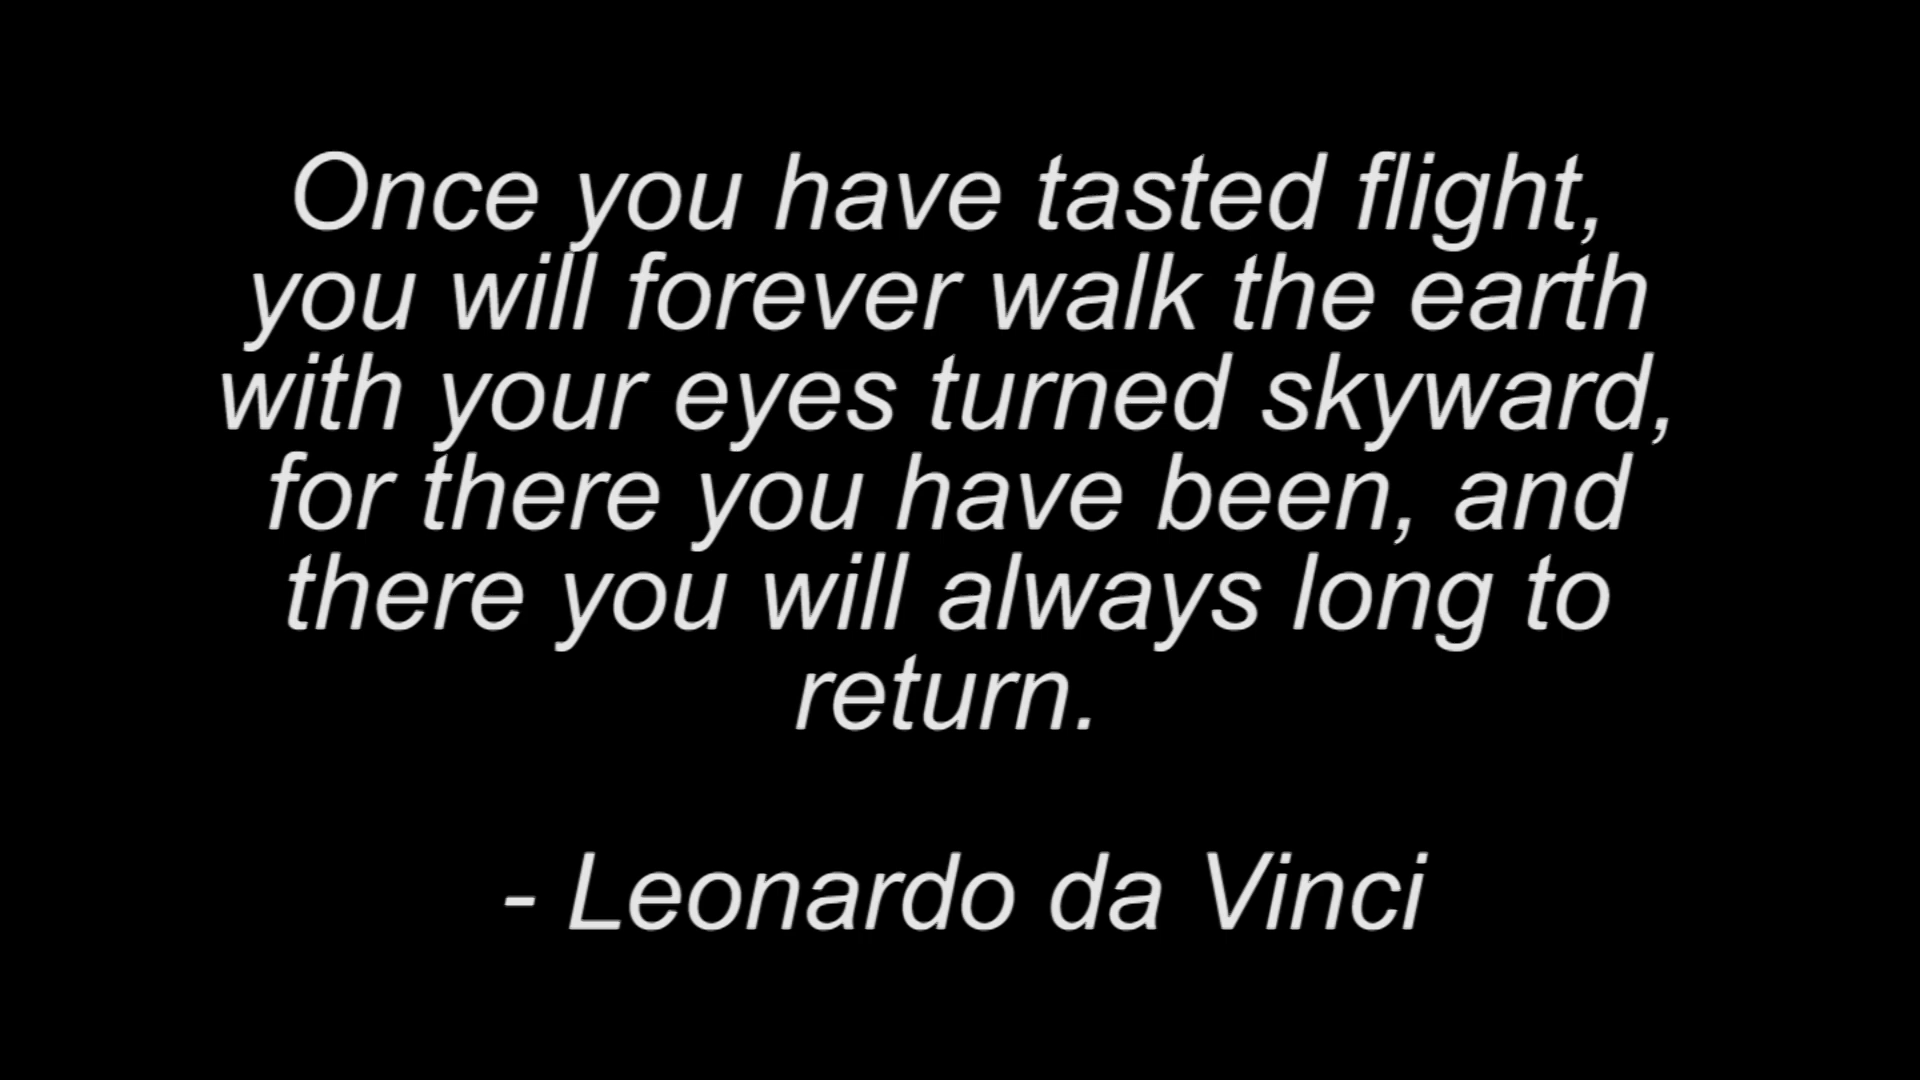 Once you have tasted flight,
you will forever walk the earth
with your eyes turned skyward,
for there you have been, and
there you will always long to
return.
- Leonardo da Vinci